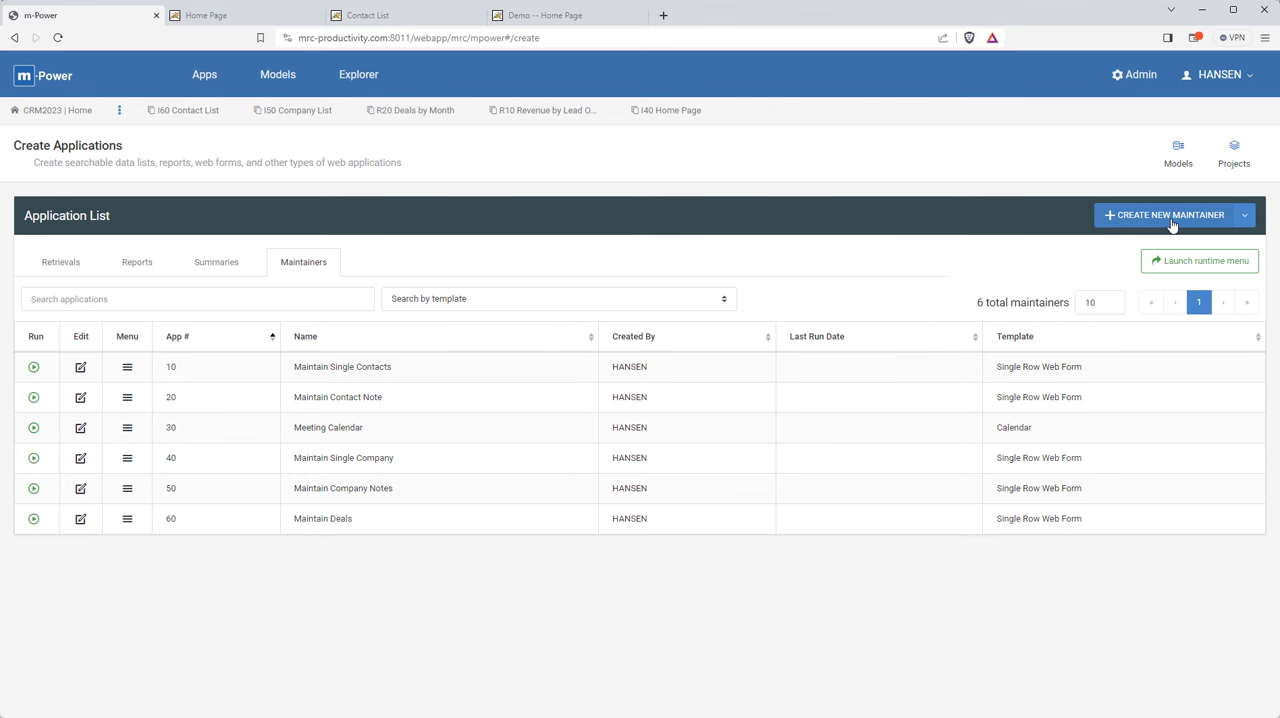 m-Power
Home Page
Contact List
Demo -- Home Page
mrc-productivity.com:8011/webapp/mrc/mpower#/create
VPN
m -Power
Apps
Models
Explorer
Admin
HANSEN
CRM2023 | Home
I60 Contact List
I50 Company List
R20 Deals by Month
R10 Revenue by Lead O...
I40 Home Page
Create Applications
Create searchable data lists, reports, web forms, and other types of web applications
Models
Projects
Application List
CREATE NEW MAINTAINER
Retrievals
Reports
Summaries
Maintainers
Launch runtime menu
Search applications
Search by template
6 total maintainers
10
« ‹ 1 › »
Run Edit Menu App # Name Created By Last Run Date Template
10 Maintain Single Contacts HANSEN Single Row Web Form
20 Maintain Contact Note HANSEN Single Row Web Form
30 Meeting Calendar HANSEN Calendar
40 Maintain Single Company HANSEN Single Row Web Form
50 Maintain Company Notes HANSEN Single Row Web Form
60 Maintain Deals HANSEN Single Row Web Form